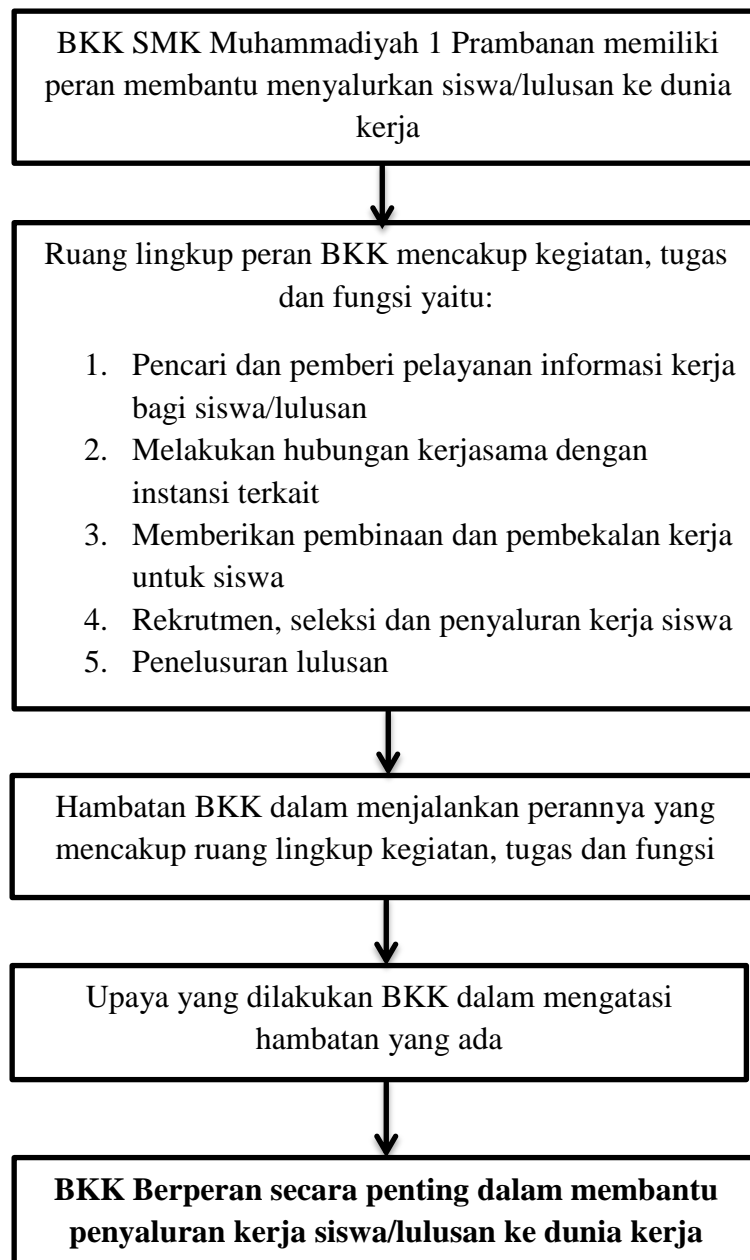 BKK SMK Muhammadiyah 1 Prambanan memiliki
peran membantu menyalurkan siswa/lulusan ke dunia
kerja
Ruang lingkup peran BKK mencakup kegiatan, tugas
dan fungsi yaitu:
1. Pencari dan pemberi pelayanan informasi kerja
bagi siswa/lulusan
2. Melakukan hubungan kerjasama dengan
instansi terkait
3. Memberikan pembinaan dan pembekalan kerja
untuk siswa
4. Rekrutmen, seleksi dan penyaluran kerja siswa
5. Penelusuran lulusan
Hambatan BKK dalam menjalankan perannya yang
mencakup ruang lingkup kegiatan, tugas dan fungsi
Upaya yang dilakukan BKK dalam mengatasi
hambatan yang ada
BKK Berperan secara penting dalam membantu
penyaluran kerja siswa/lulusan ke dunia kerja